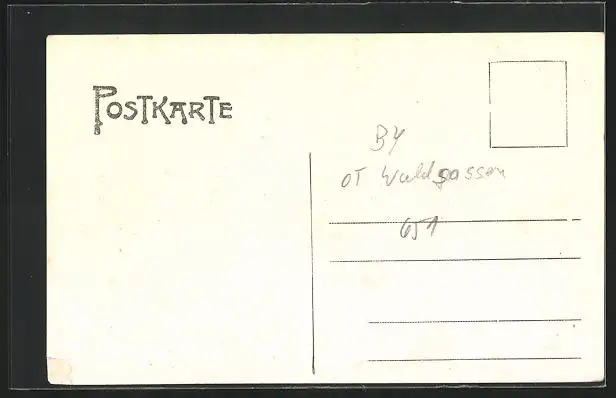 POSTKARTE
BY
OT Waldsassen
651